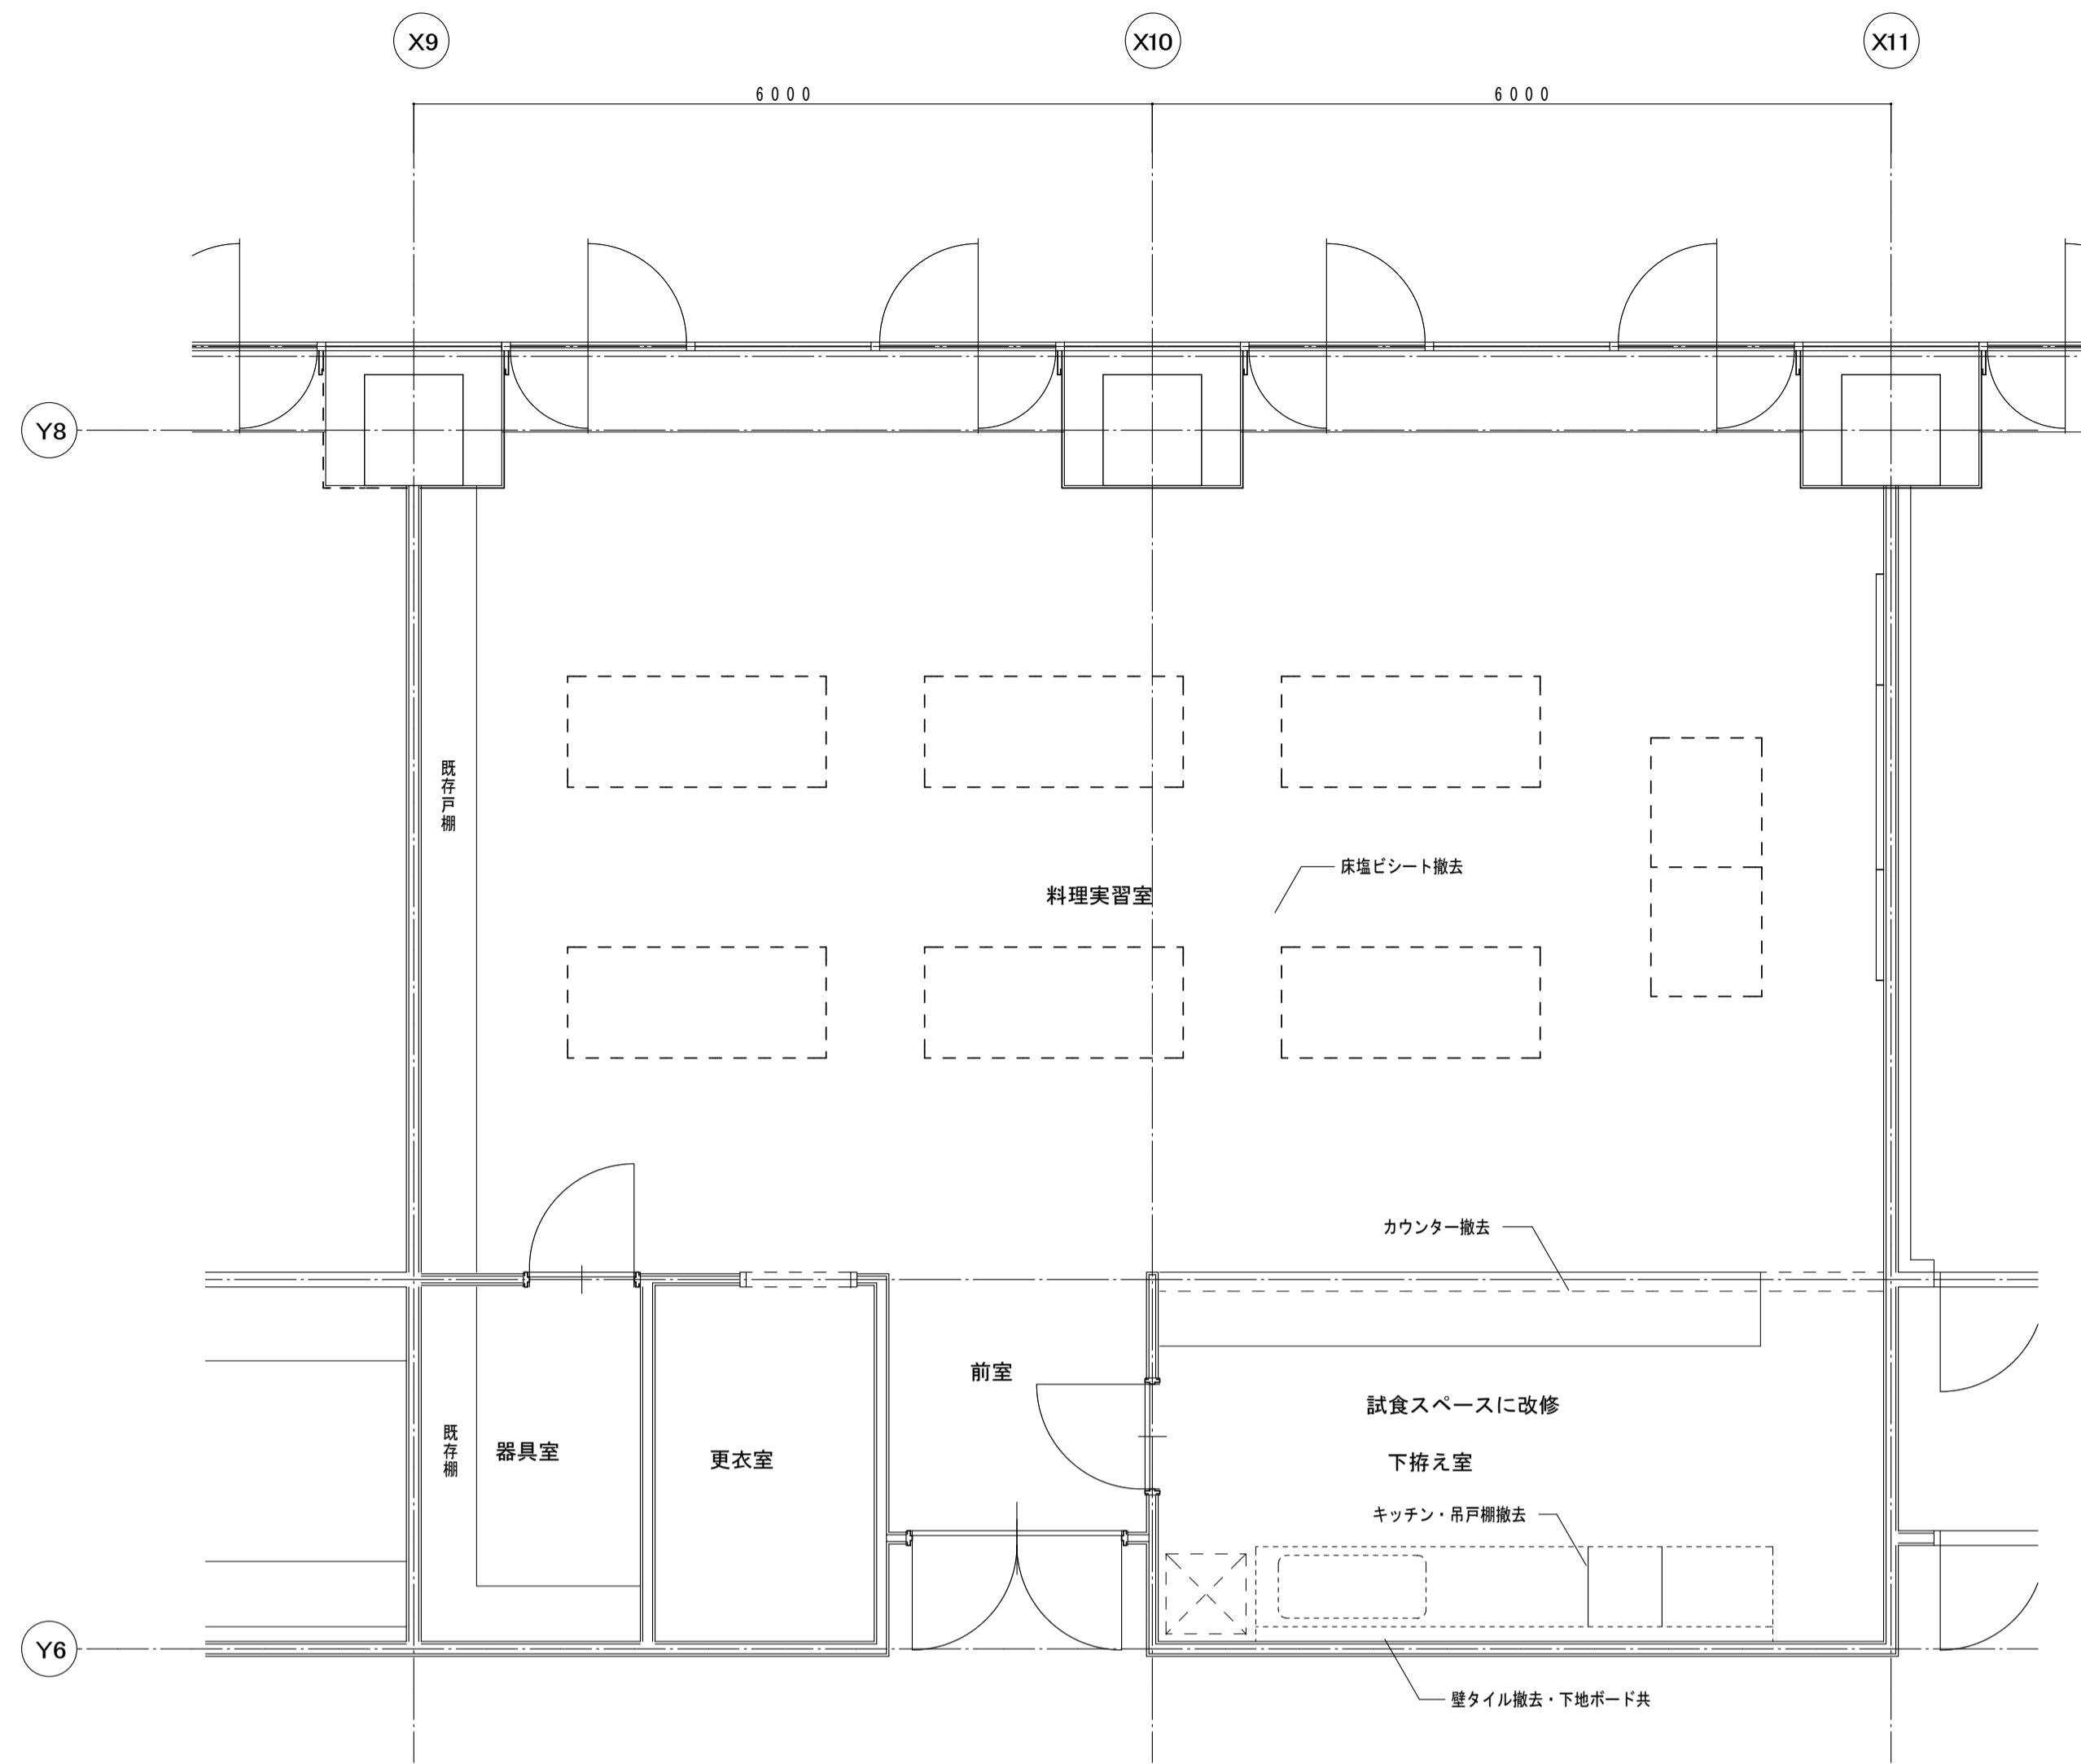 X9
X10
X11
6000
6000
Y8
既存戸棚
床塩ビシート撤去
料理実習室
カウンター撤去
前室
試食スペースに改修
既存棚
器具室
更衣室
下拵え室
キッチン・吊戸棚撤去
Y6
壁タイル撤去・下地ボード共